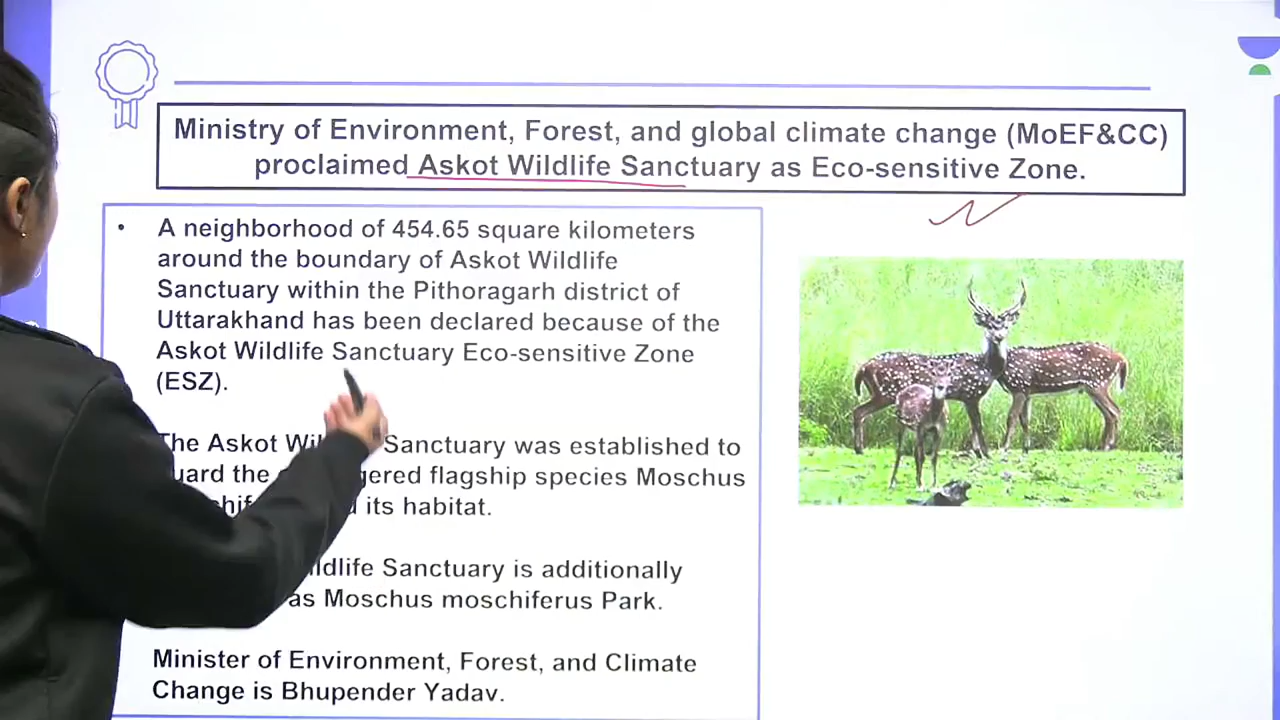 Ministry of Environment, Forest, and global climate change (MoEF&CC)
proclaimed Askot Wildlife Sanctuary as Eco-sensitive Zone.
• A neighborhood of 454.65 square kilometers
around the boundary of Askot Wildlife
Sanctuary within the Pithoragarh district of
Uttarakhand has been declared because of the
Askot Wildlife Sanctuary Eco-sensitive Zone
(ESZ).
The Askot Sanctuary was established to
the flagship species Moschus
its habitat.
Sanctuary is additionally
as Moschus moschiferus Park.
Minister of Environment, Forest, and Climate
Change is Bhupender Yadav.